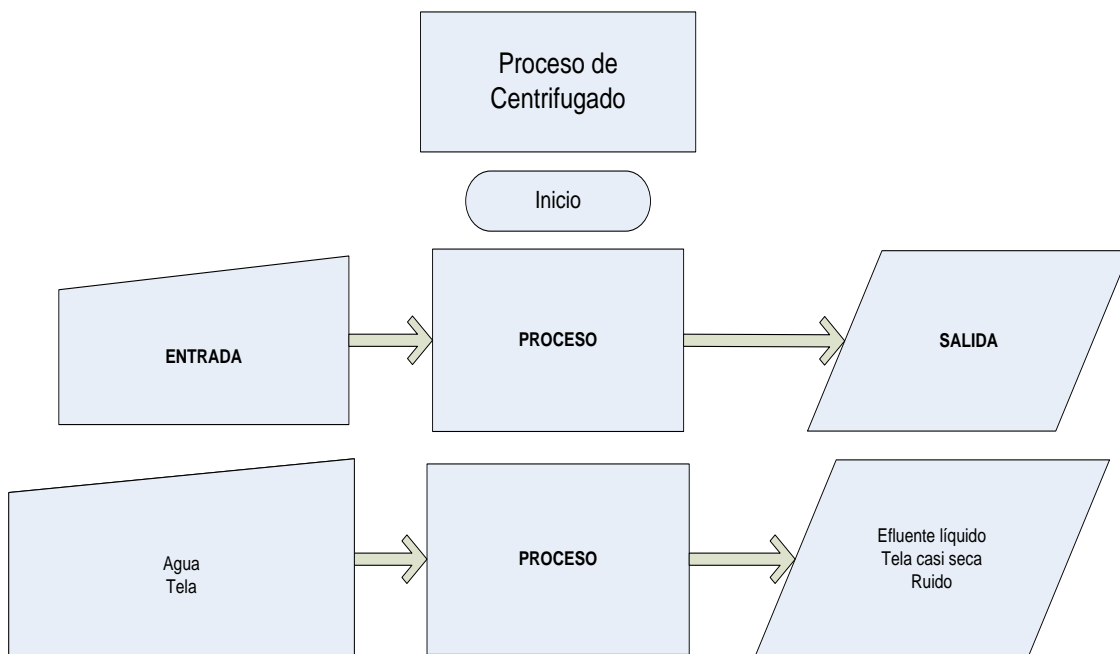 Proceso de
Centrifugado
Inicio
ENTRADA
PROCESO
SALIDA
Agua
Tela
PROCESO
Efluente líquido
Tela casi seca
Ruido